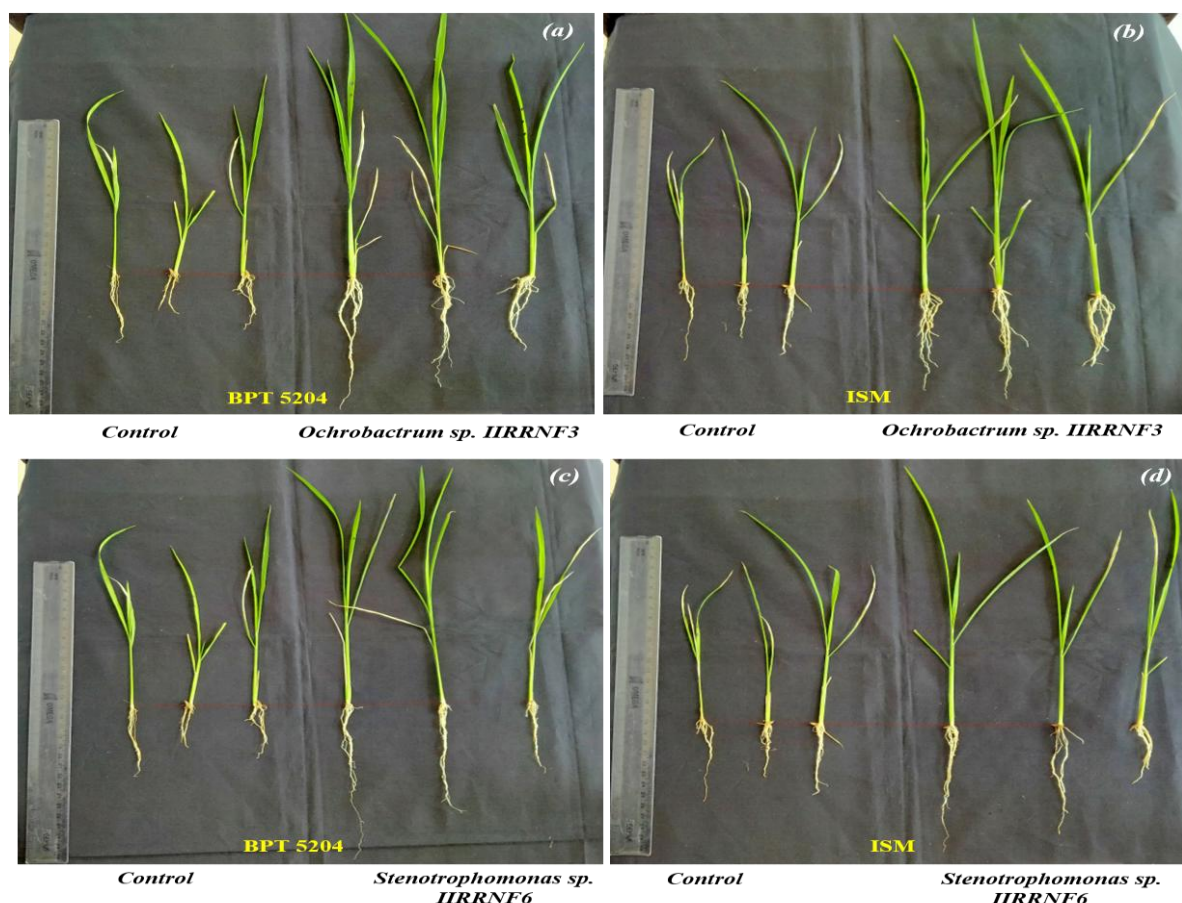 (a)
BPT 5204
Control
Ochrobactrum sp. IIRRNF3
(b)
ISM
Control
Ochrobactrum sp. IIRRNF3
(c)
BPT 5204
Control
Stenotrophomonas sp.
IIRRNF6
(d)
ISM
Control
Stenotrophomonas sp.
IIRRNF6